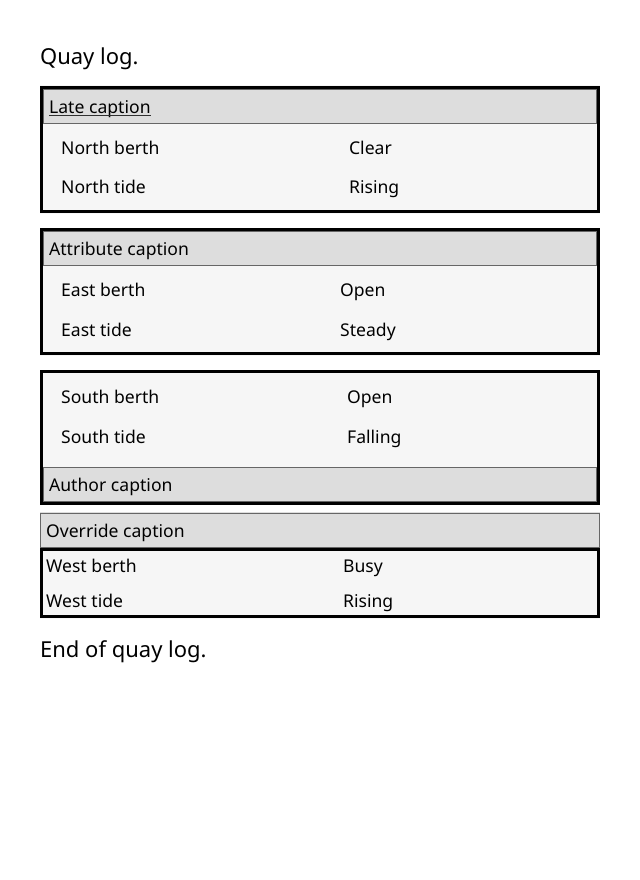 Quay log.
Late caption
North berth Clear
North tide Rising
Attribute caption
East berth Open
East tide Steady
South berth Open
South tide Falling
Author caption
Override caption
West berth Busy
West tide Rising
End of quay log.